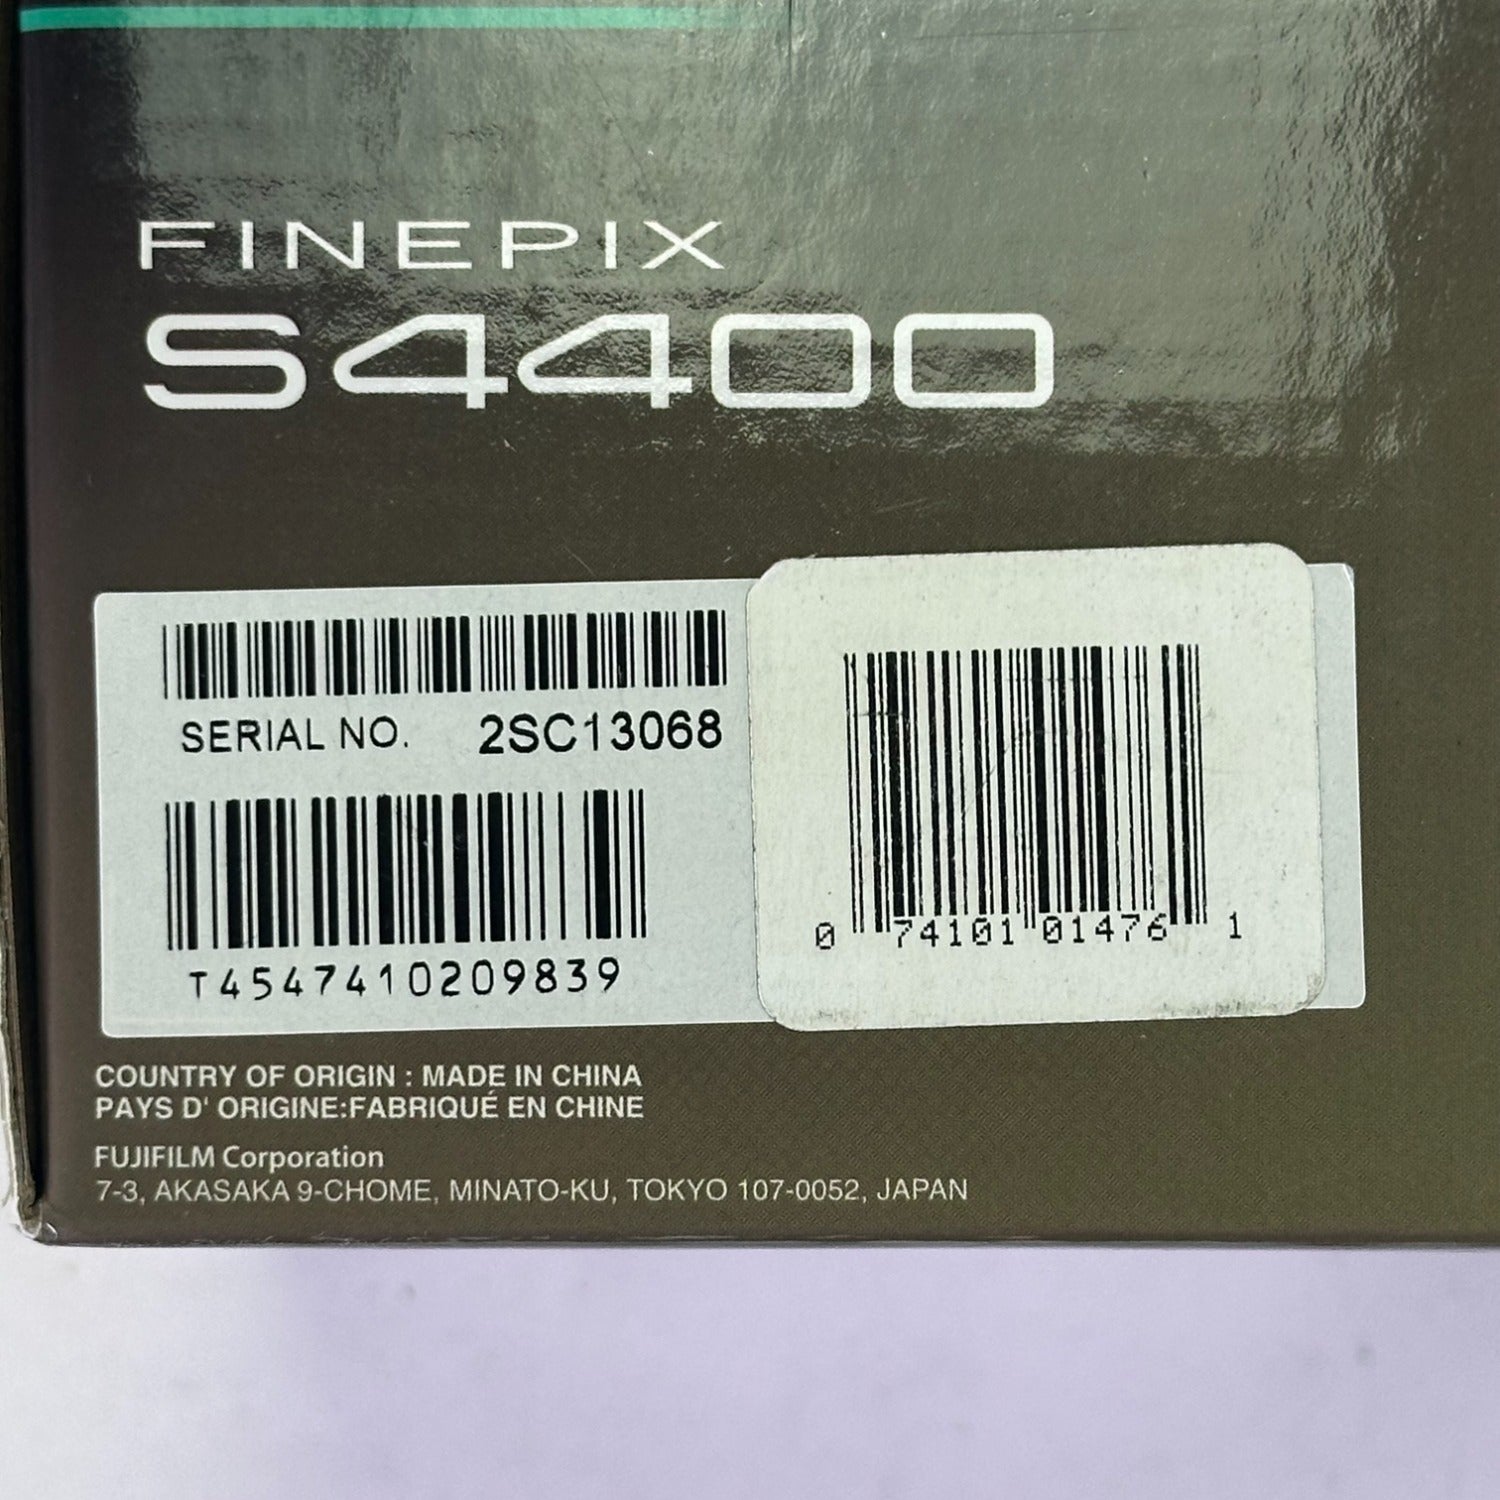 FINEPIX
S4400
SERIAL NO. 2SC13068
T4547410209839
0 74101 01476 1
COUNTRY OF ORIGIN : MADE IN CHINA
PAYS D' ORIGINE:FABRIQUÉ EN CHINE
FUJIFILM Corporation
7-3, AKASAKA 9-CHOME, MINATO-KU, TOKYO 107-0052, JAPAN